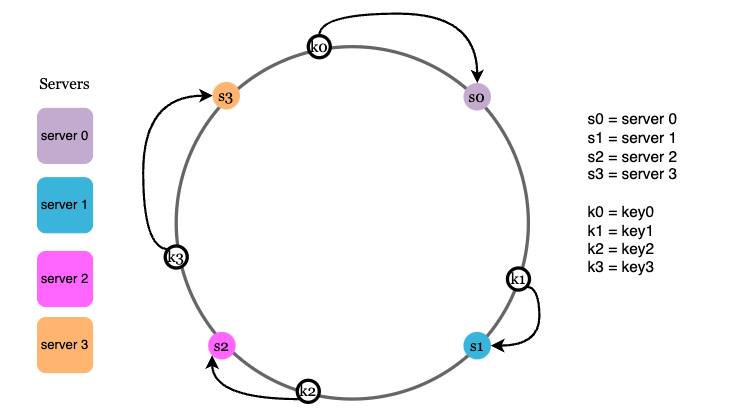 k0
s3
s0
Servers
server 0
server 1
server 2
server 3
k3
k1
s2
s1
k2
s0 = server 0
s1 = server 1
s2 = server 2
s3 = server 3
k0 = key0
k1 = key1
k2 = key2
k3 = key3